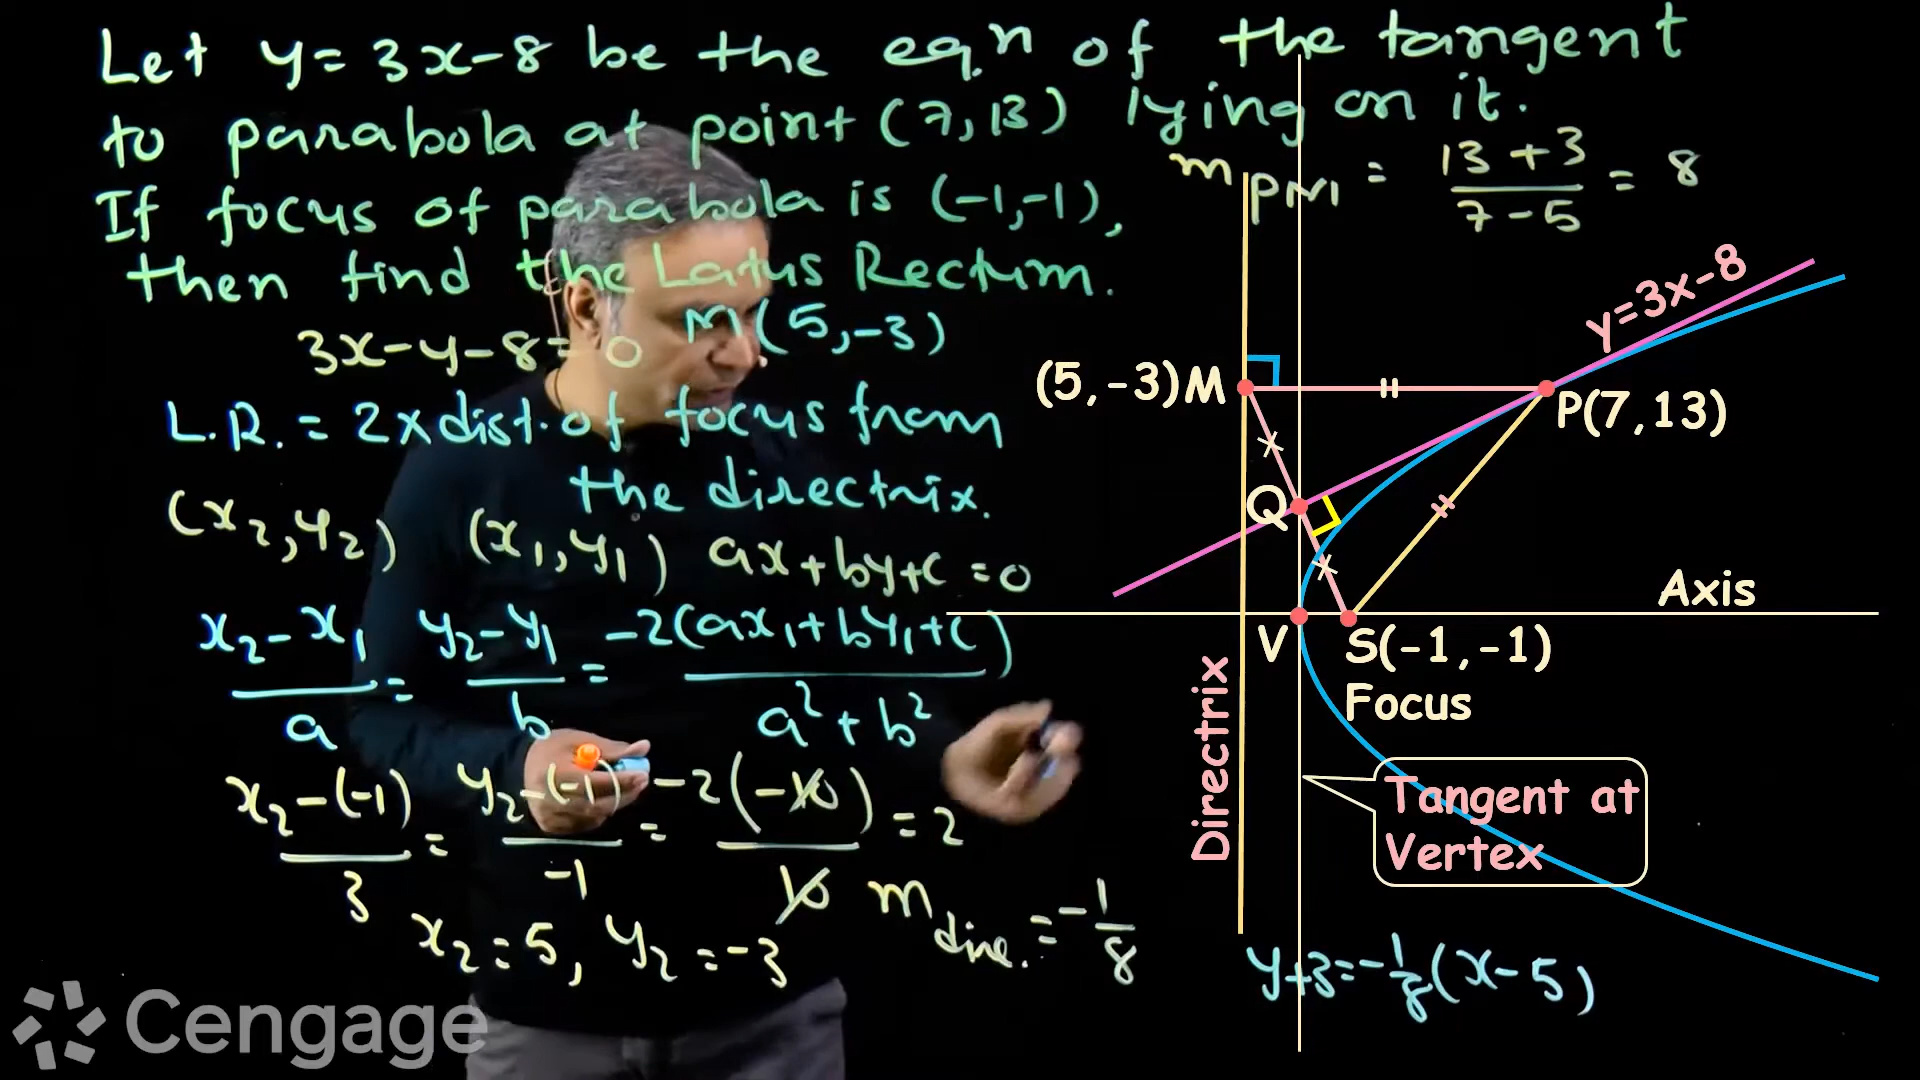 Let y = 3x-8 be the eq.n of the tangent
to parabola at point (7,13) lying on it.
If focus of parabola is (-1,-1),
then find the Latus Rectum.
3x-y-8=0 M(5,-3)
L.R. = 2x dist. of focus from
the directrix.
(x₂,y₂) (x₁,y₁) ax+by+c=0
x₂-x₁/a = y₂-y₁/b = -2(ax₁+by₁+c)/a²+b²
x₂-(-1)/3 = y₂-(-1)/-1 = -2(-10)/10 = 2
x₂=5, y₂=-3
m dire. = -1/8
m PM = 13+3/7-5 = 8
y=3x-8
(5,-3)M
P(7,13)
Q
Axis
V
S(-1,-1)
Focus
Directrix
Tangent at
Vertex
y+3=-1/8(x-5)
Cengage